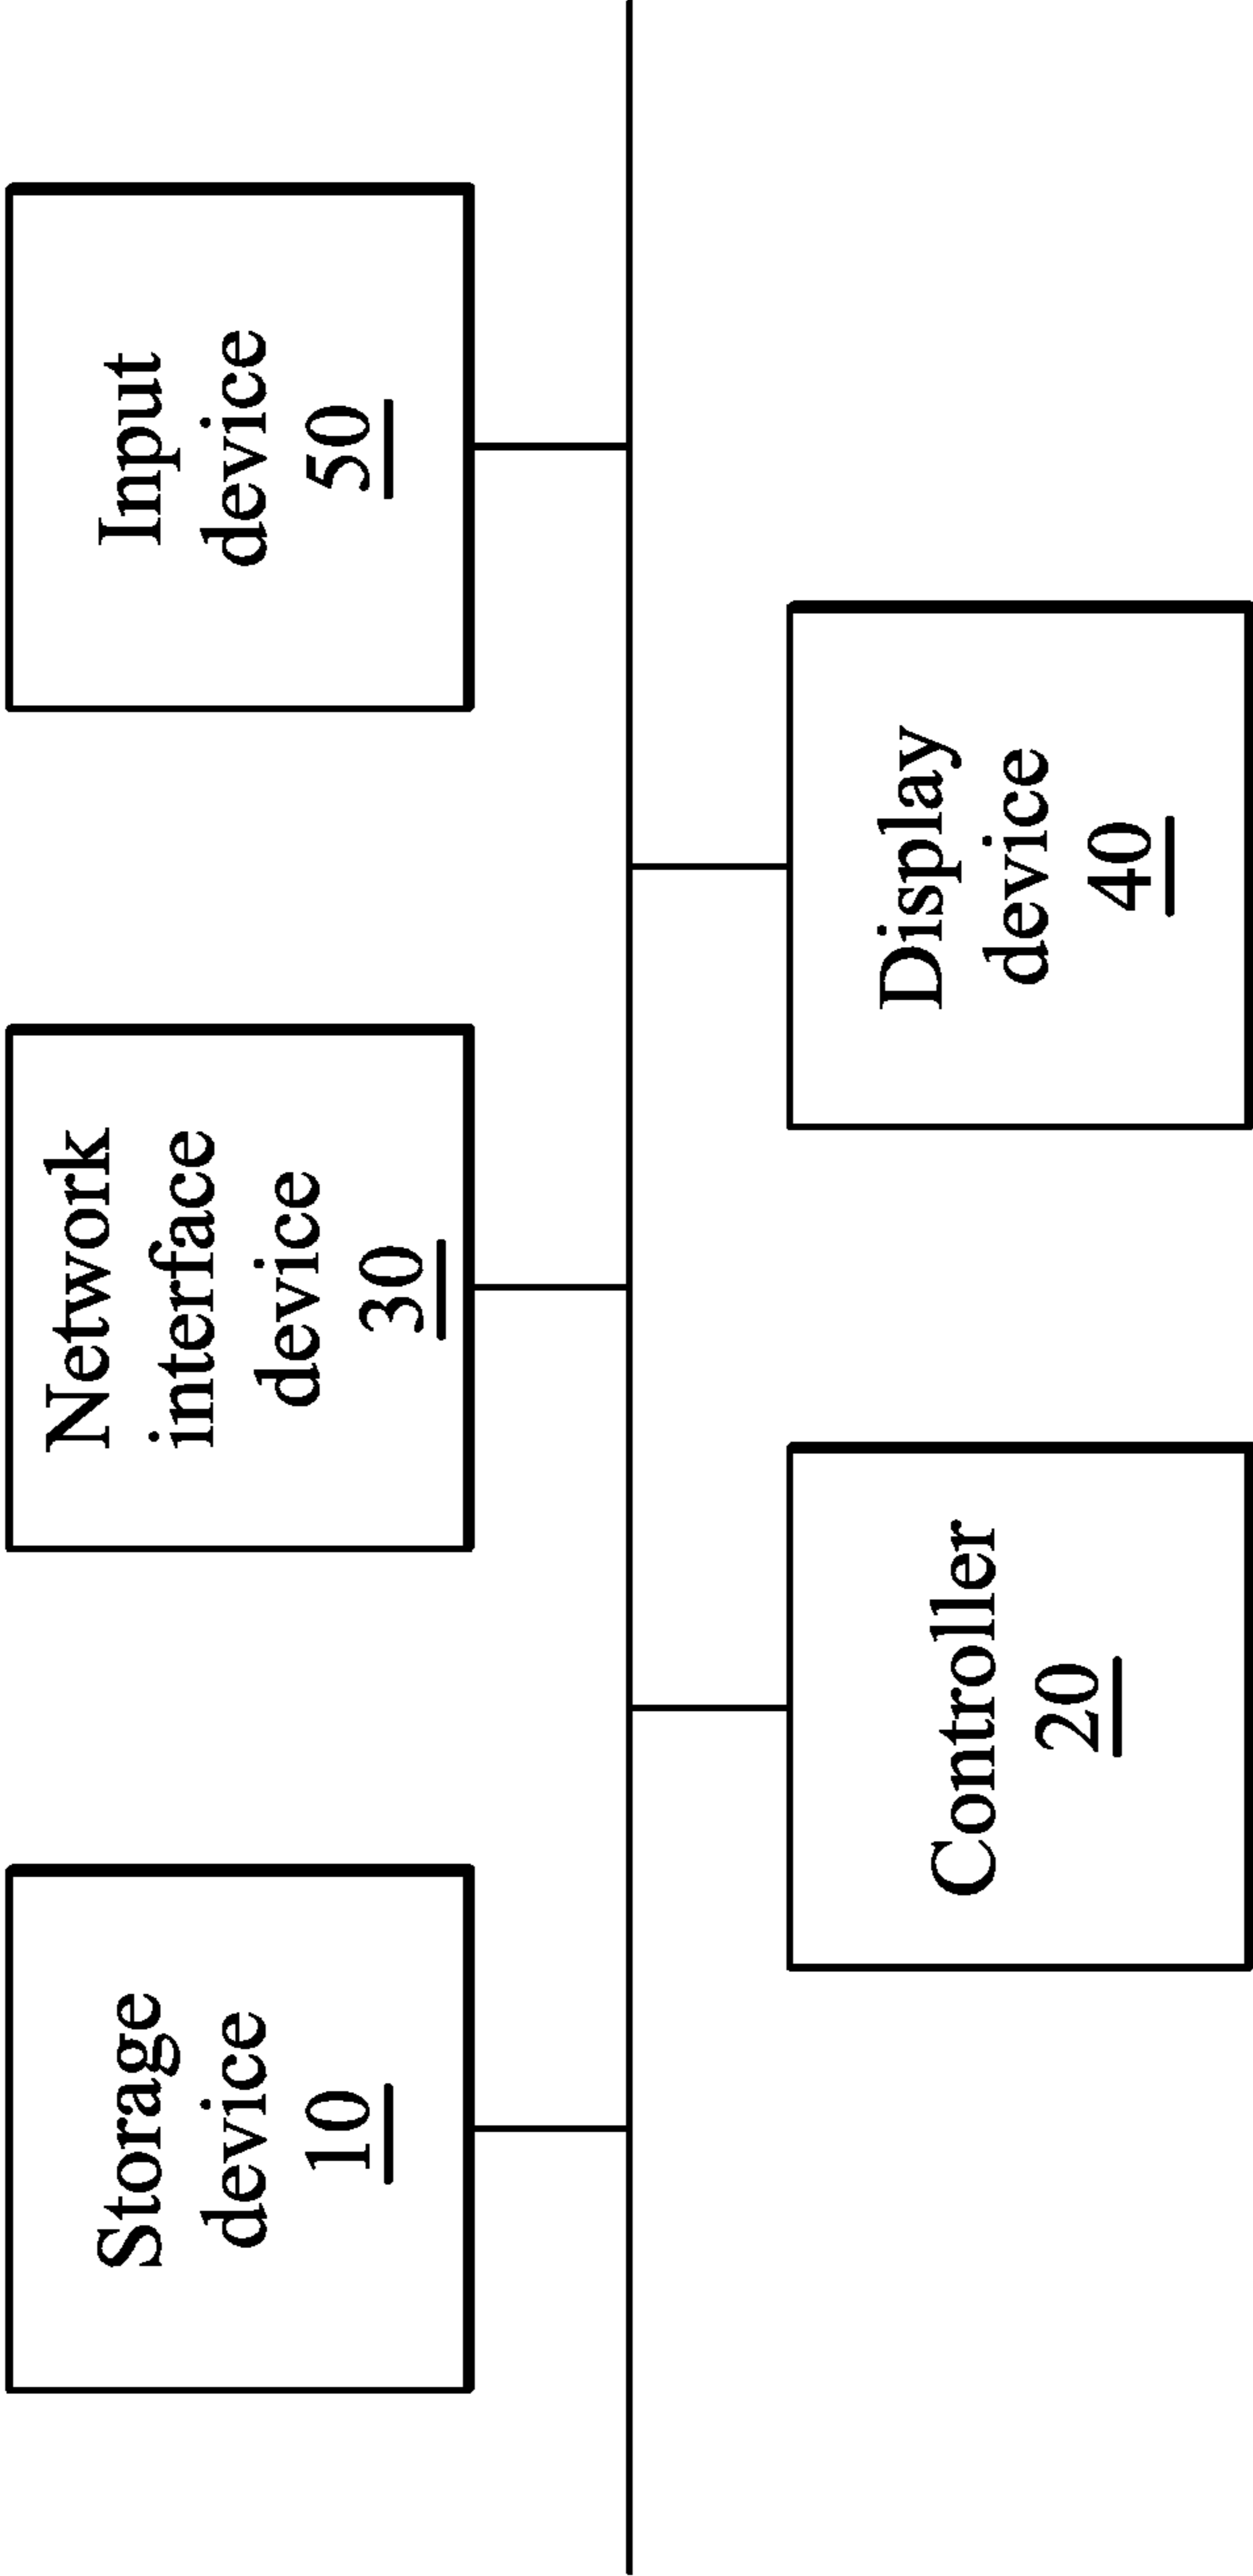 Storage
device
10
Network
interface
device
30
Input
device
50
Controller
20
Display
device
40